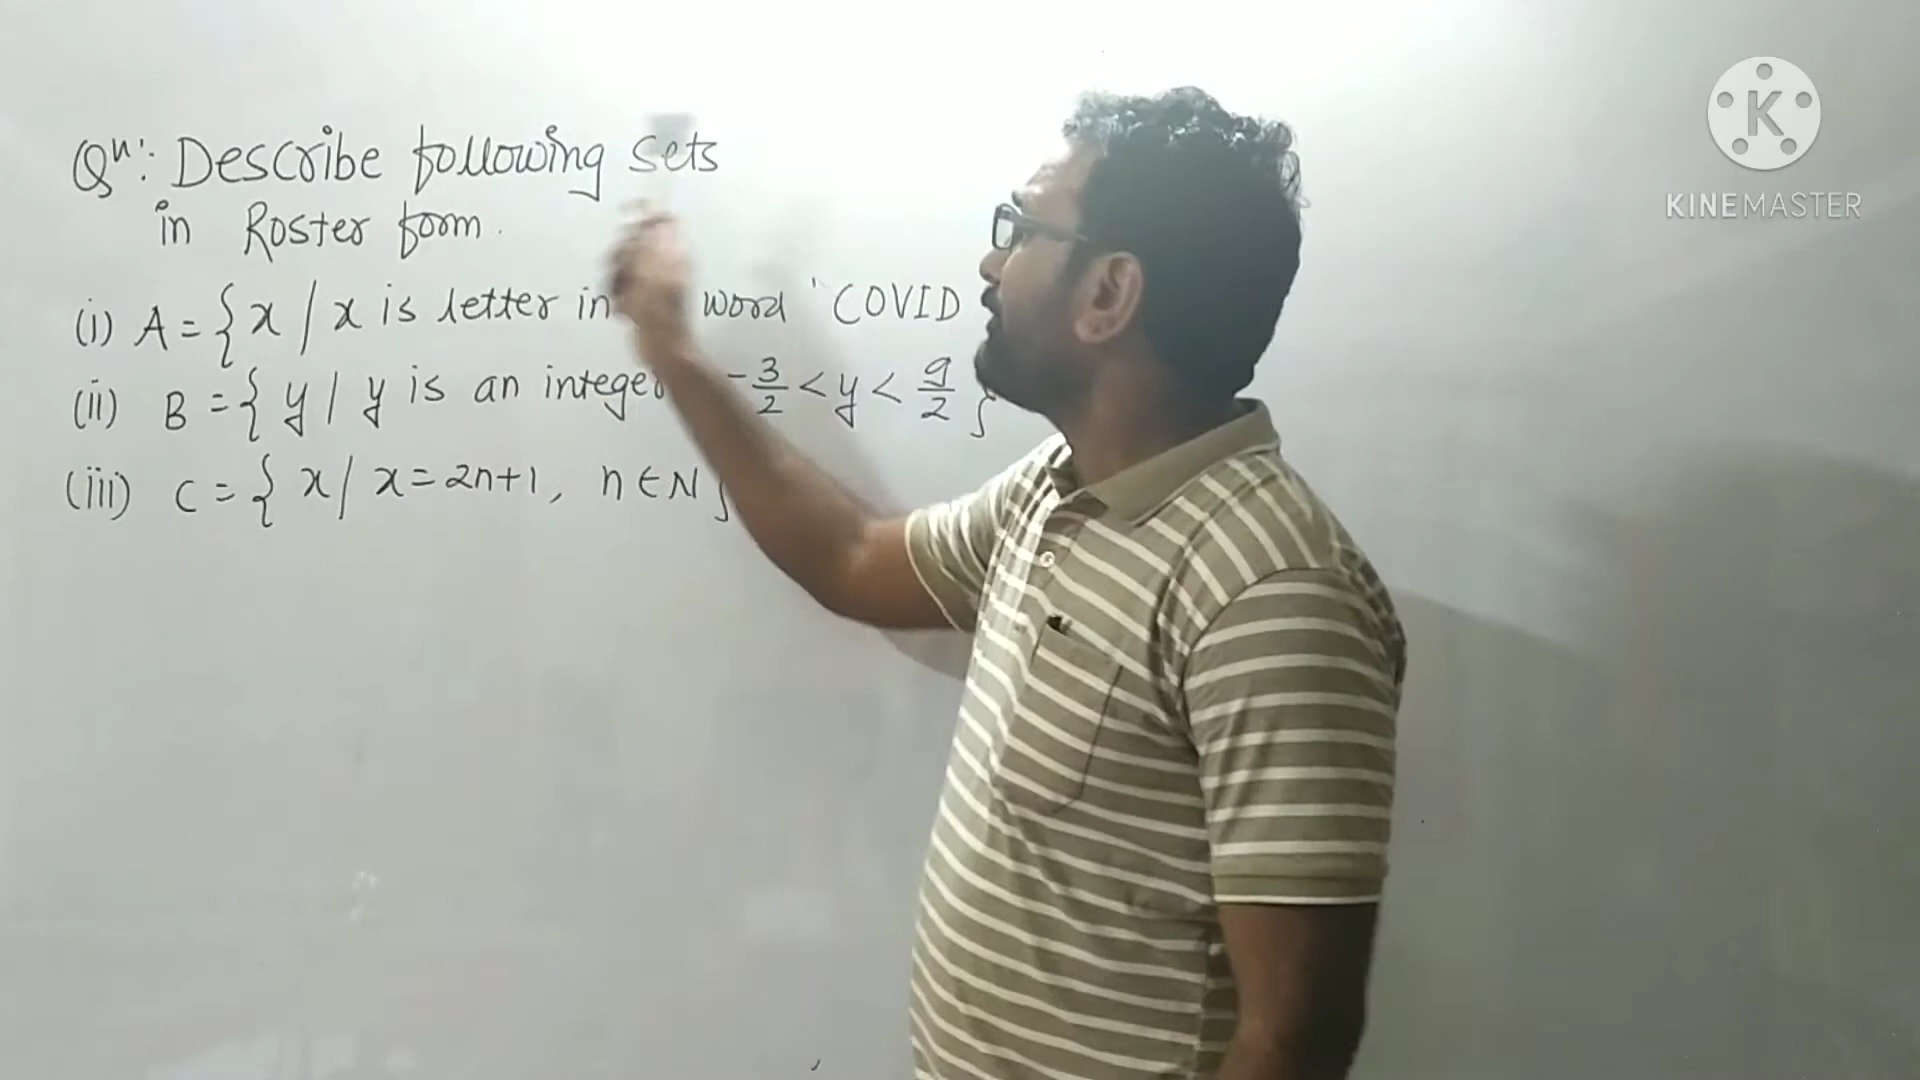 Qn: Describe following sets
in Roster form.
(i) A = { x / x is letter in word 'COVID
(ii) B = { y / y is an integer -3/2 < y < 9/2 }
(iii) C = { x / x = 2n+1, n ∈ N }
K
KINEMASTER